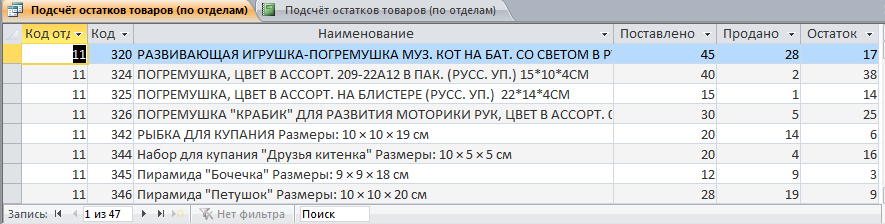 Подсчёт остатков товаров (по отделам) Подсчёт остатков товаров (по отделам)
Код отд Код Наименование Поставлено Продано Остаток
11 320 РАЗВИВАЮЩАЯ ИГРУШКА-ПОГРЕМУШКА МУЗ. КОТ НА БАТ. СО СВЕТОМ В 45 28 17
11 324 ПОГРЕМУШКА, ЦВЕТ В АССОРТ. 209-22A12 В ПАК. (РУСС. УП.) 15*10*4СМ 40 2 38
11 325 ПОГРЕМУШКА, ЦВЕТ В АССОРТ. НА БЛИСТЕРЕ (РУСС. УП.) 22*14*4СМ 15 1 14
11 326 ПОГРЕМУШКА "КРАБИК" ДЛЯ РАЗВИТИЯ МОТОРИКИ РУК, ЦВЕТ В АССОРТ. 30 5 25
11 342 РЫБКА ДЛЯ КУПАНИЯ Размеры: 10 × 10 × 19 см 20 14 6
11 344 Набор для купания "Друзья китенка" Размеры: 10 × 5 × 5 см 20 4 16
11 345 Пирамида "Бочечка" Размеры: 9 × 9 × 18 см 12 9 3
11 346 Пирамида "Петушок" Размеры: 10 × 10 × 20 см 28 19 9
Запись: 1 из 47 Нет фильтра Поиск